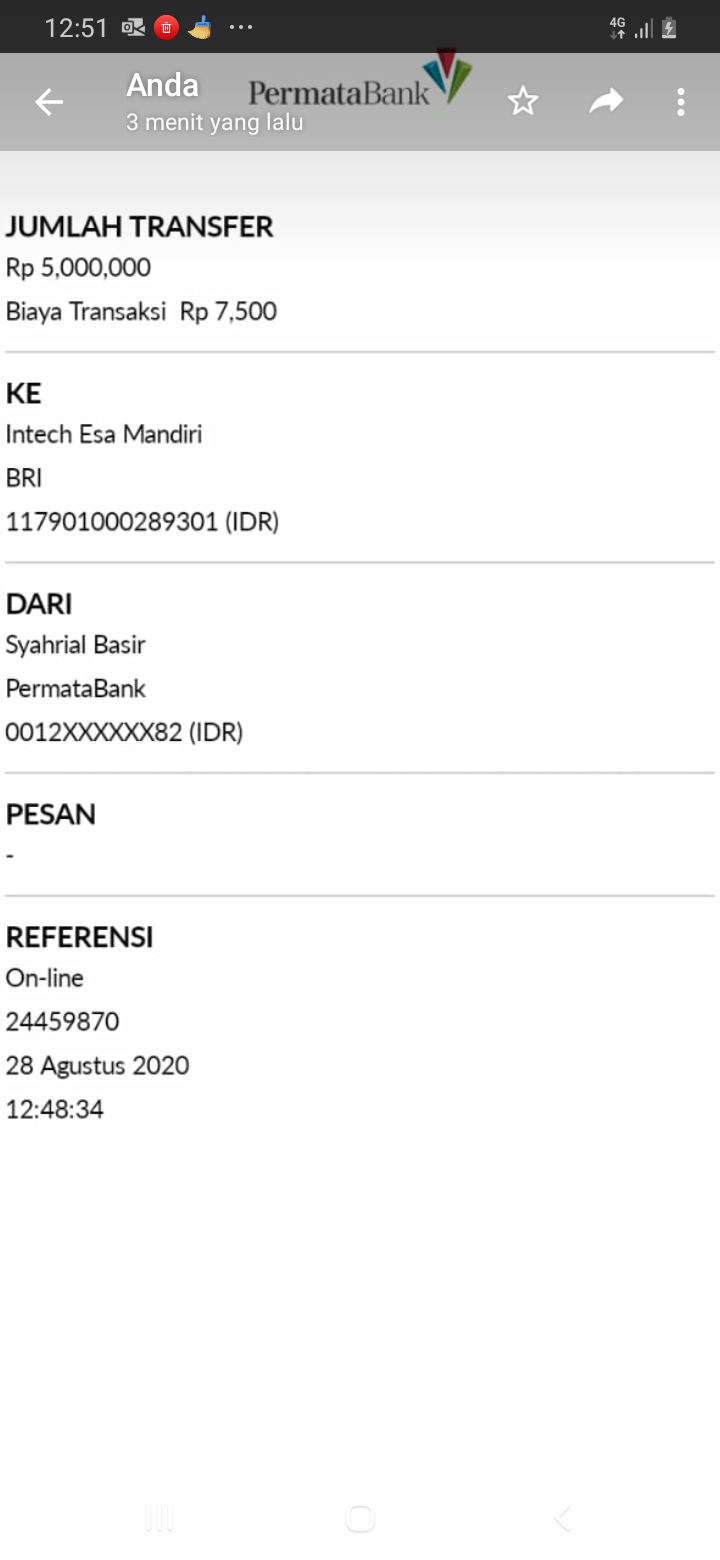 12:51
4G
Anda
PermataBank
3 menit yang lalu
JUMLAH TRANSFER
Rp 5,000,000
Biaya Transaksi Rp 7,500
KE
Intech Esa Mandiri
BRI
117901000289301 (IDR)
DARI
Syahrial Basir
PermataBank
0012XXXXXX82 (IDR)
PESAN
-
REFERENSI
On-line
24459870
28 Agustus 2020
12:48:34